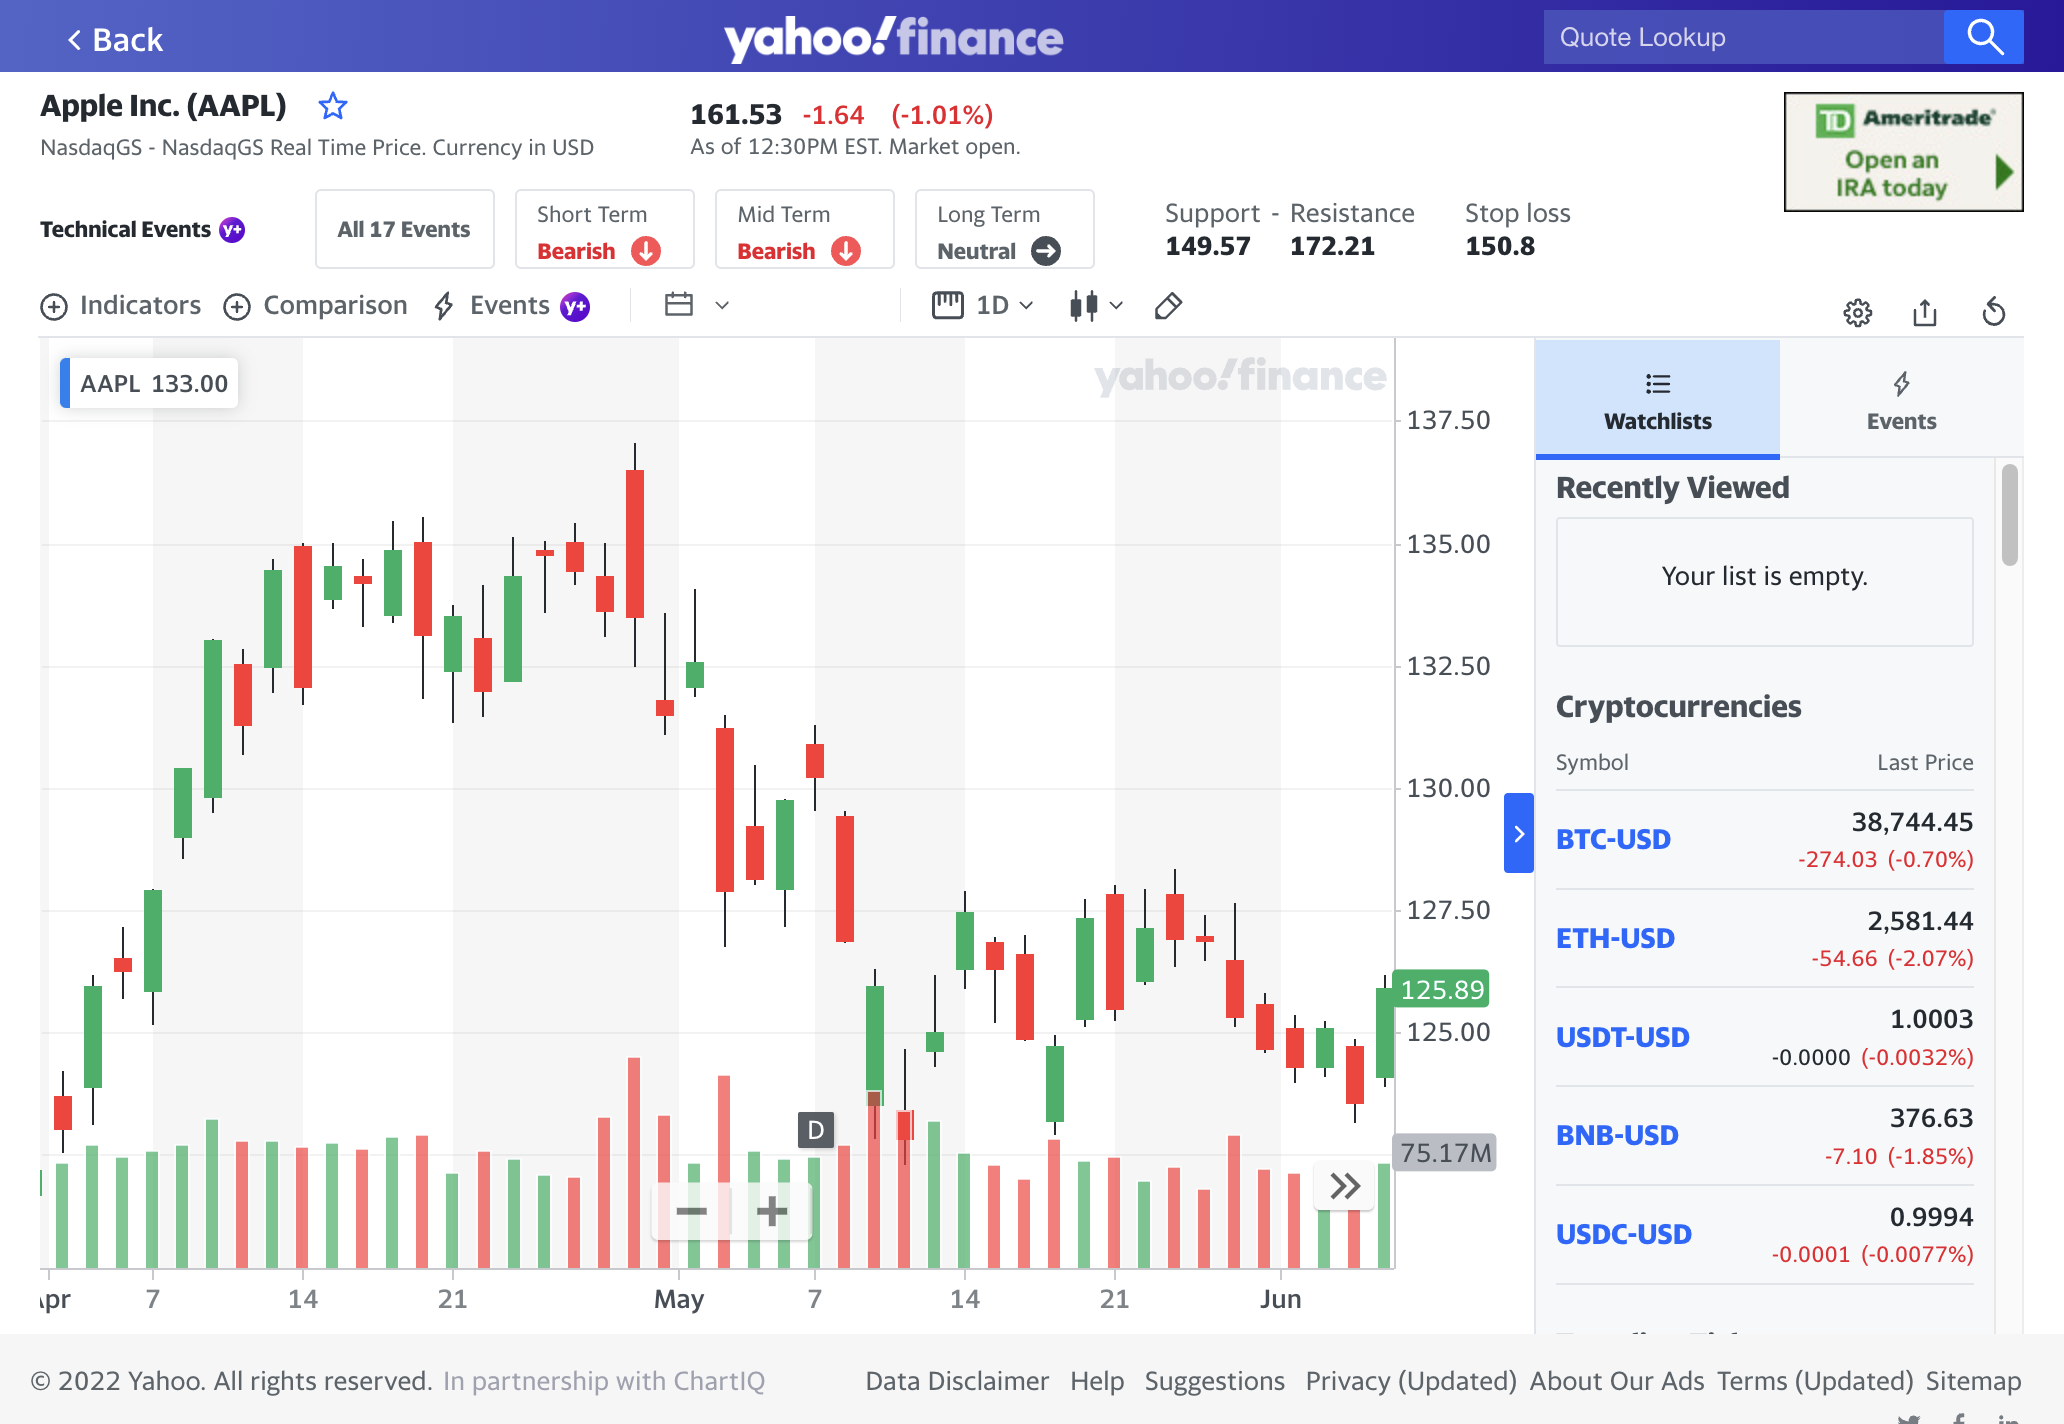 Back
yahoo!finance
Quote Lookup
Apple Inc. (AAPL)
161.53 -1.64 (-1.01%)
NasdaqGS - NasdaqGS Real Time Price. Currency in USD
As of 12:30PM EST. Market open.
TD Ameritrade
Open an
IRA today
Technical Events y+
All 17 Events
Short Term
Bearish
Mid Term
Bearish
Long Term
Neutral
Support - Resistance
149.57 172.21
Stop loss
150.8
Indicators Comparison Events y+ 1D
AAPL 133.00
yahoo!finance
137.50
135.00
132.50
130.00
127.50
125.89
125.00
75.17M
D
pr 7 14 21 May 7 14 21 Jun
Watchlists
Events
Recently Viewed
Your list is empty.
Cryptocurrencies
Symbol Last Price
BTC-USD 38,744.45
-274.03 (-0.70%)
ETH-USD 2,581.44
-54.66 (-2.07%)
USDT-USD 1.0003
-0.0000 (-0.0032%)
BNB-USD 376.63
-7.10 (-1.85%)
USDC-USD 0.9994
-0.0001 (-0.0077%)
© 2022 Yahoo. All rights reserved. In partnership with ChartIQ
Data Disclaimer Help Suggestions Privacy (Updated) About Our Ads Terms (Updated) Sitemap